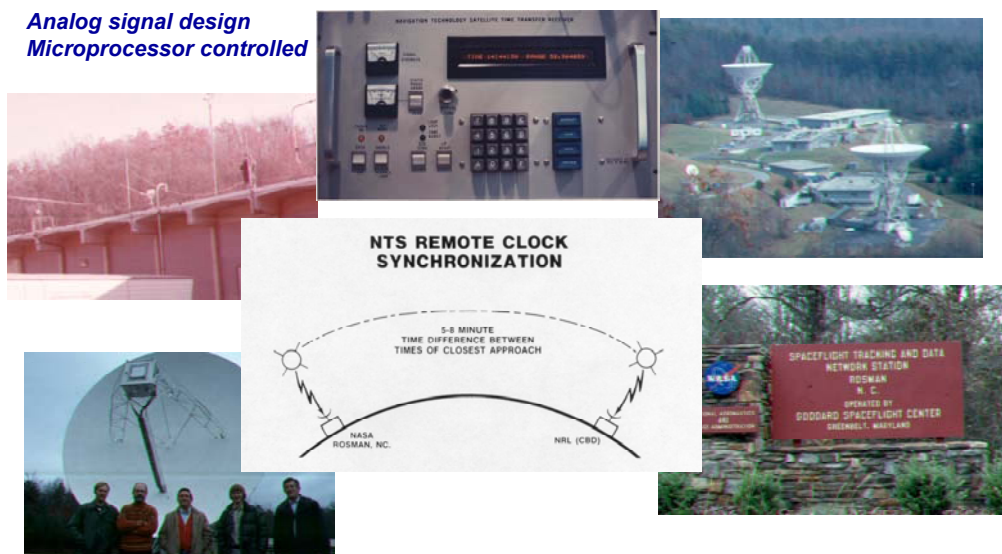 Analog signal design
Microprocessor controlled
NAVIGATION TECHNOLOGY SATELLITE TIME TRANSFER RECEIVER
NTS REMOTE CLOCK
SYNCHRONIZATION
5-8 MINUTE
TIME DIFFERENCE BETWEEN
TIMES OF CLOSEST APPROACH
NASA
ROSMAN, NC.
NRL (CBD)
NASA
SPACEFLIGHT TRACKING AND DATA
NETWORK STATION
ROSMAN
N. C.
OPERATED BY
GODDARD SPACEFLIGHT CENTER
GREENBELT, MARYLAND